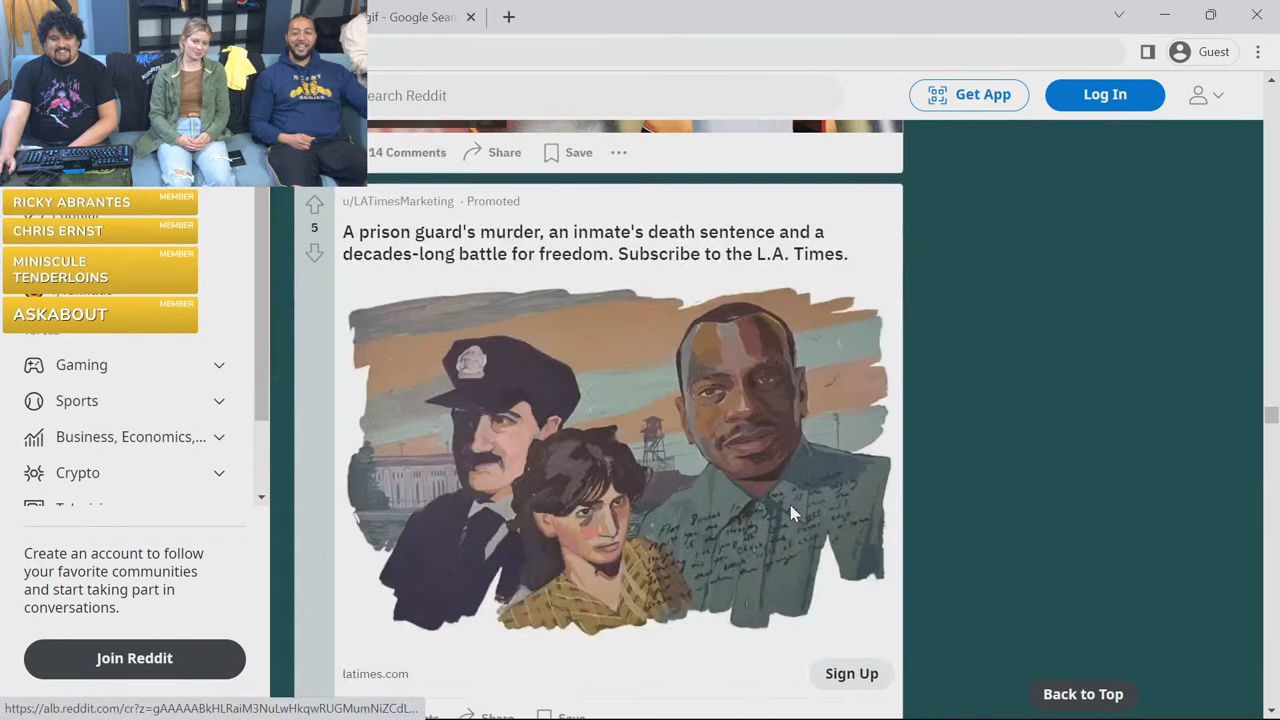 gif - Google Sear
Guest
earch Reddit
Get App
Log In
14 Comments
Share
Save
RICKY ABRANTES
MEMBER
CHRIS ERNST
MEMBER
MINISCULE
TENDERLOINS
MEMBER
ASKABOUT
MEMBER
Gaming
Sports
Business, Economics,...
Crypto
Create an account to follow
your favorite communities
and start taking part in
conversations.
Join Reddit
5
u/LATimesMarketing · Promoted
A prison guard's murder, an inmate's death sentence and a
decades-long battle for freedom. Subscribe to the L.A. Times.
latimes.com
Sign Up
Share
Save
Back to Top
https://alb.reddit.com/cr?z=gAAAAABkHLRaiM3NuLwHkqwRUGMumNiZCdL...